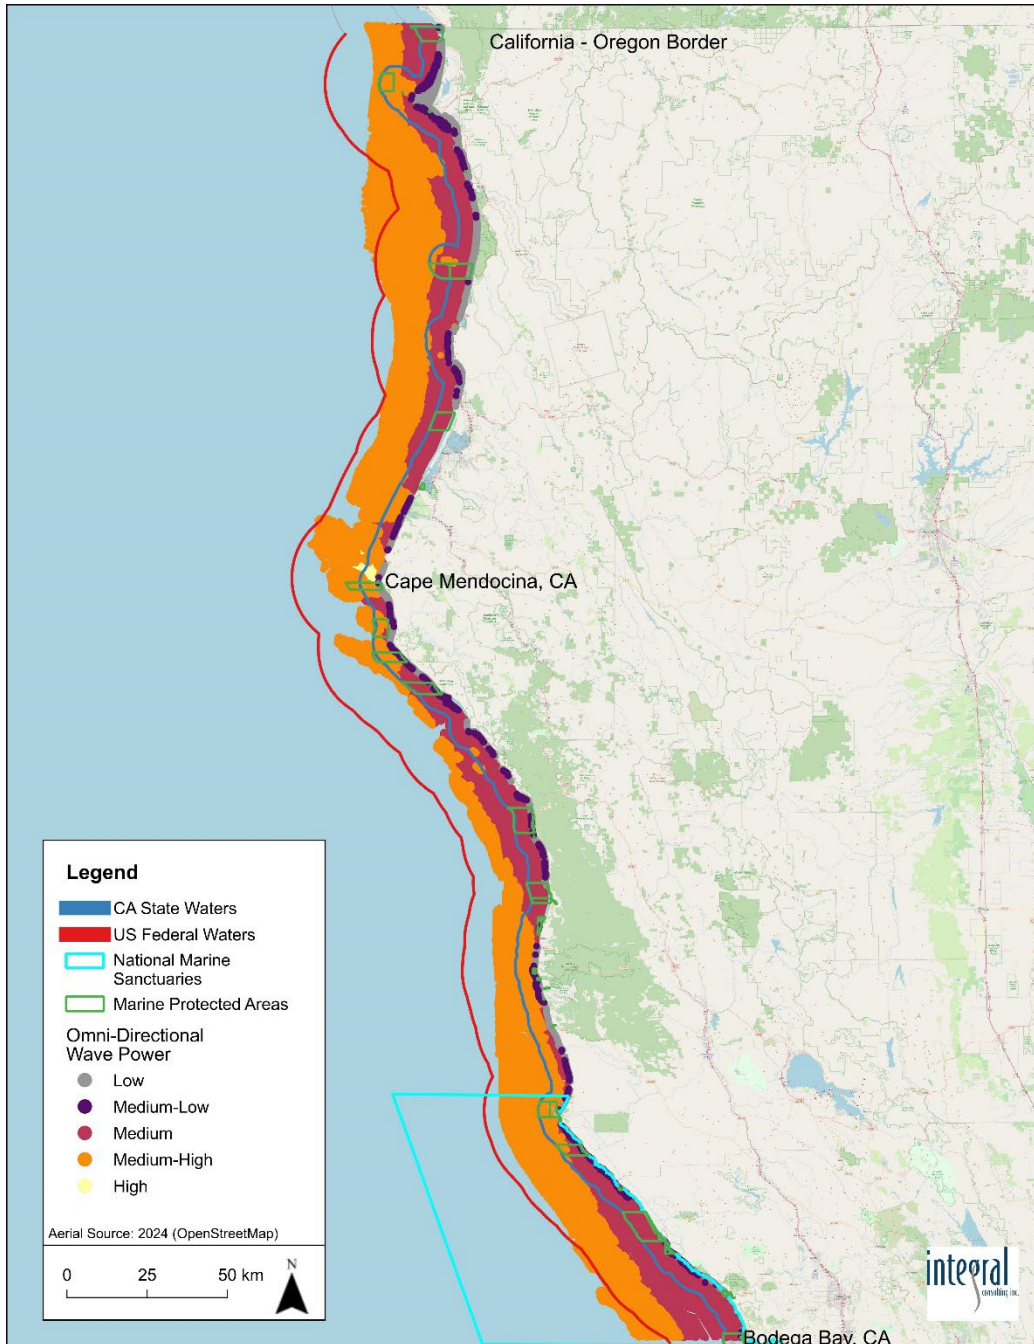 California - Oregon Border
Cape Mendocina, CA
Legend
CA State Waters
US Federal Waters
National Marine
Sanctuaries
Marine Protected Areas
Omni-Directional
Wave Power
Low
Medium-Low
Medium
Medium-High
High
Aerial Source: 2024 (OpenStreetMap)
N
0 25 50 km
integral
consulting inc.
Bodega Bay, CA